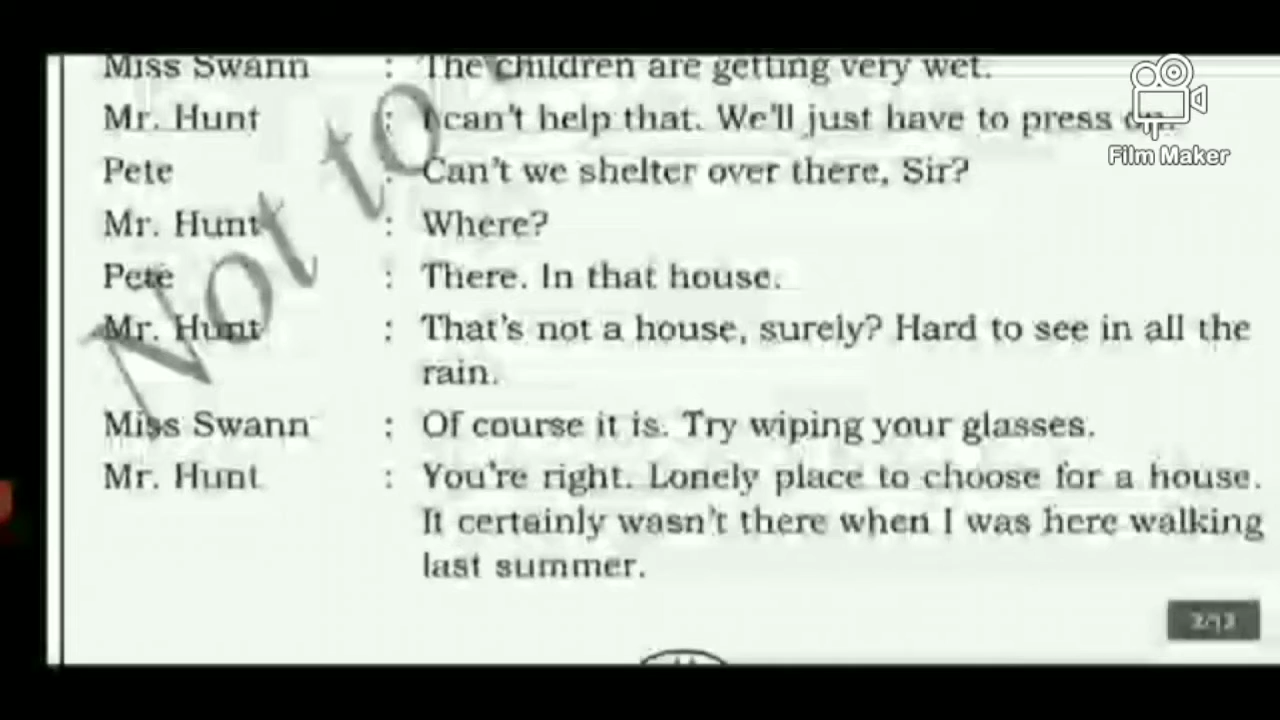 Miss Swann : The children are getting very wet.
Mr. Hunt : I can't help that. We'll just have to press on.
Film Maker
Pete : Can't we shelter over there, Sir?
Mr. Hunt : Where?
Pete : There. In that house.
Mr. Hunt : That's not a house, surely? Hard to see in all the
rain.
Miss Swann : Of course it is. Try wiping your glasses.
Mr. Hunt : You're right. Lonely place to choose for a house.
It certainly wasn't there when I was here walking
last summer.
Not to